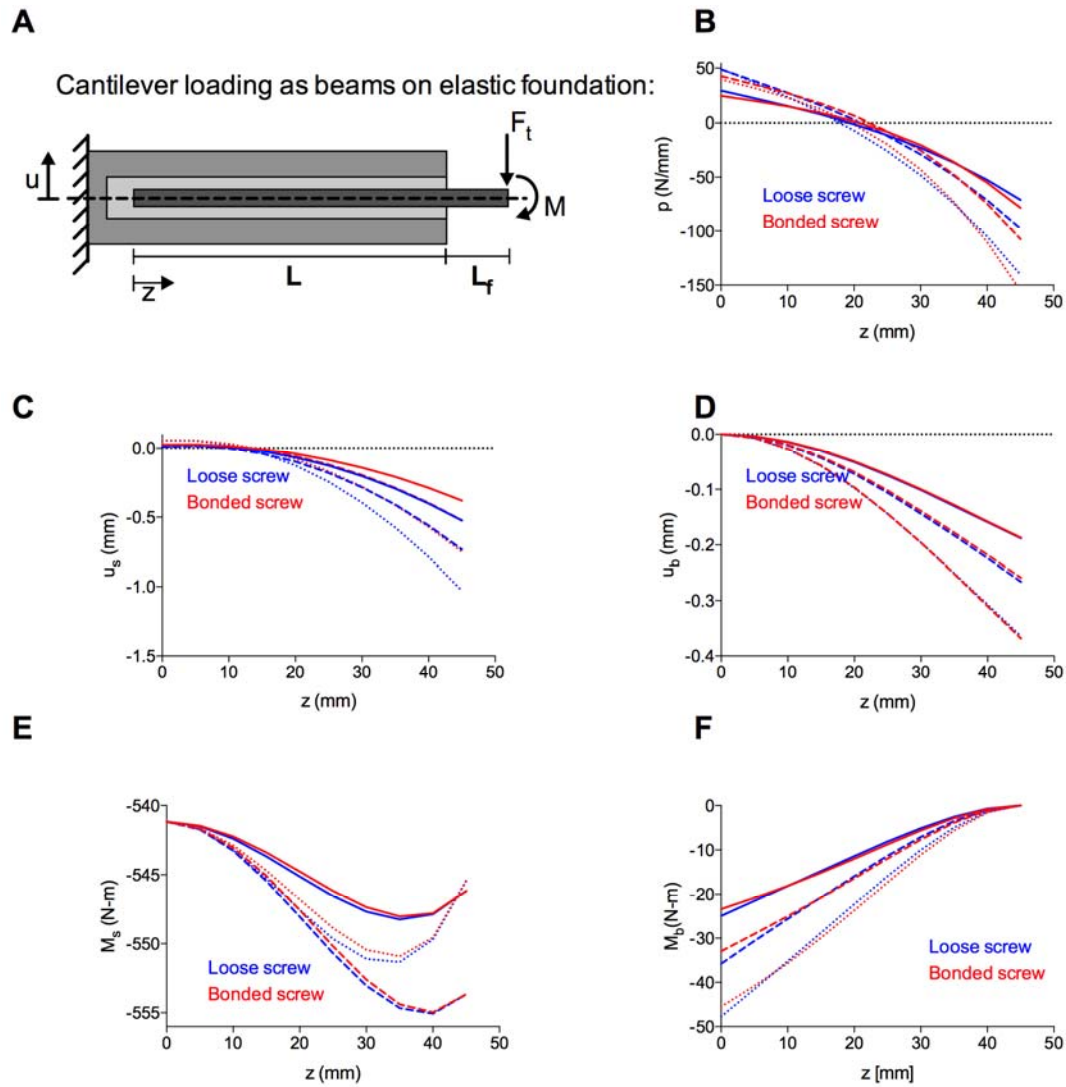 A
Cantilever loading as beams on elastic foundation:
F_t
u
M
z
L
L_f
B
50
0
-50
-100
-150
p (N/mm)
Loose screw
Bonded screw
0 10 20 30 40 50
z (mm)
C
0.0
-0.5
-1.0
-1.5
u_s (mm)
Loose screw
Bonded screw
0 10 20 30 40 50
z (mm)
D
0.0
-0.1
-0.2
-0.3
-0.4
u_b (mm)
Loose screw
Bonded screw
0 10 20 30 40 50
z (mm)
E
-540
-545
-550
-555
M_s (N-m)
Loose screw
Bonded screw
0 10 20 30 40 50
z (mm)
F
0
-10
-20
-30
-40
-50
M_b(N-m)
Loose screw
Bonded screw
0 10 20 30 40 50
z [mm]